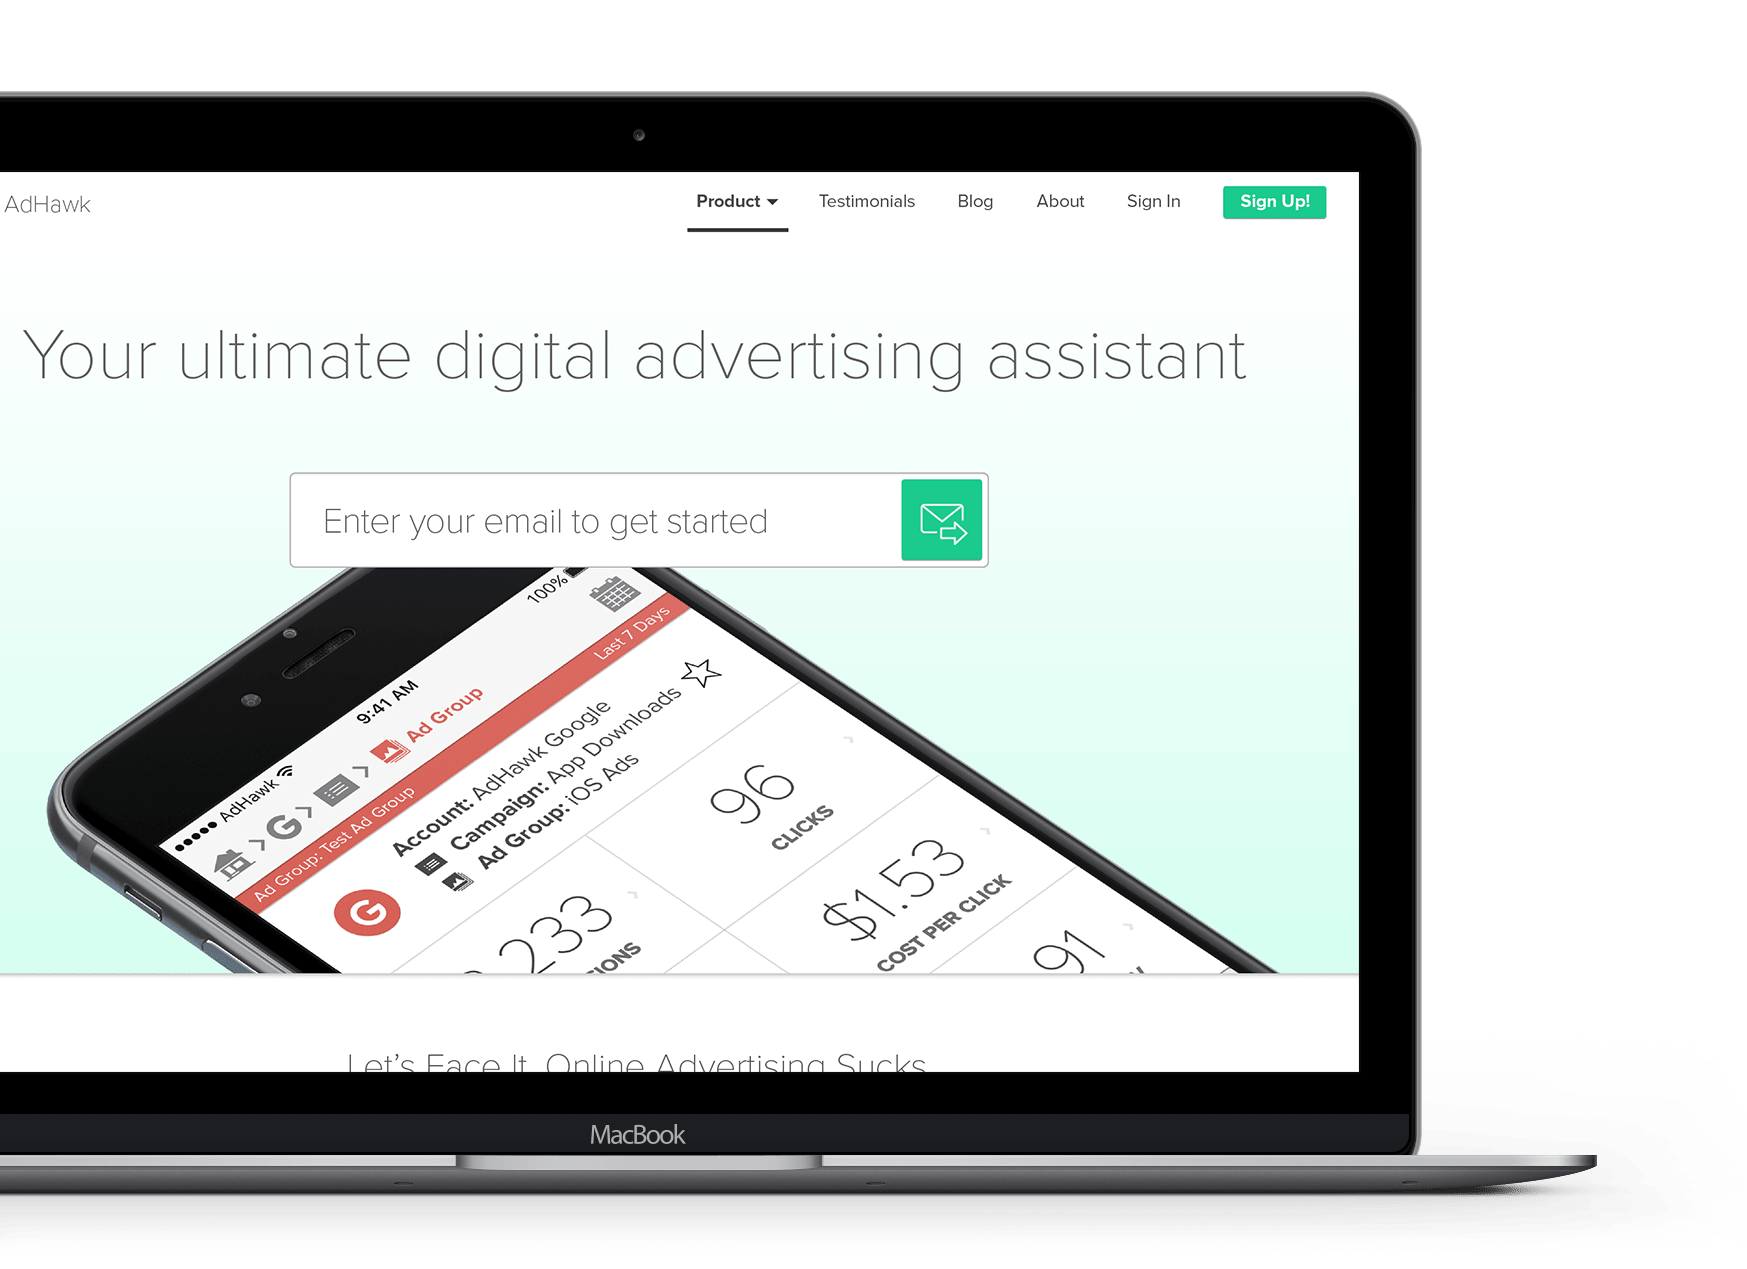 AdHawk
Product
Testimonials
Blog
About
Sign In
Sign Up!
Your ultimate digital advertising assistant
Enter your email to get started
AdHawk
9:41 AM
100%
G
Ad Group
Ad Group: Test Ad Group
Last 7 Days
G
Account: AdHawk Google
Campaign: App Downloads
Ad Group: iOS Ads
233
96
CLICKS
$1.53
COST PER CLICK
91
Let's Face It, Online Advertising Sucks
MacBook